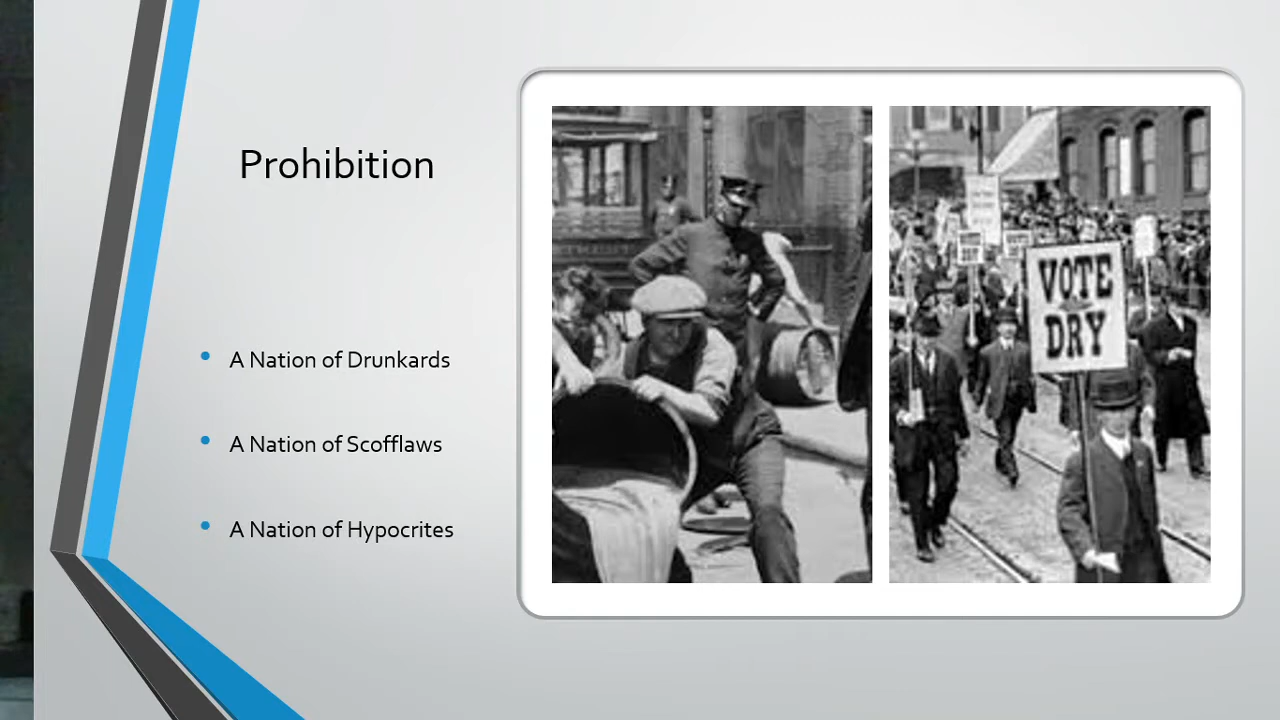 Prohibition
A Nation of Drunkards
A Nation of Scofflaws
A Nation of Hypocrites
VOTE
DRY